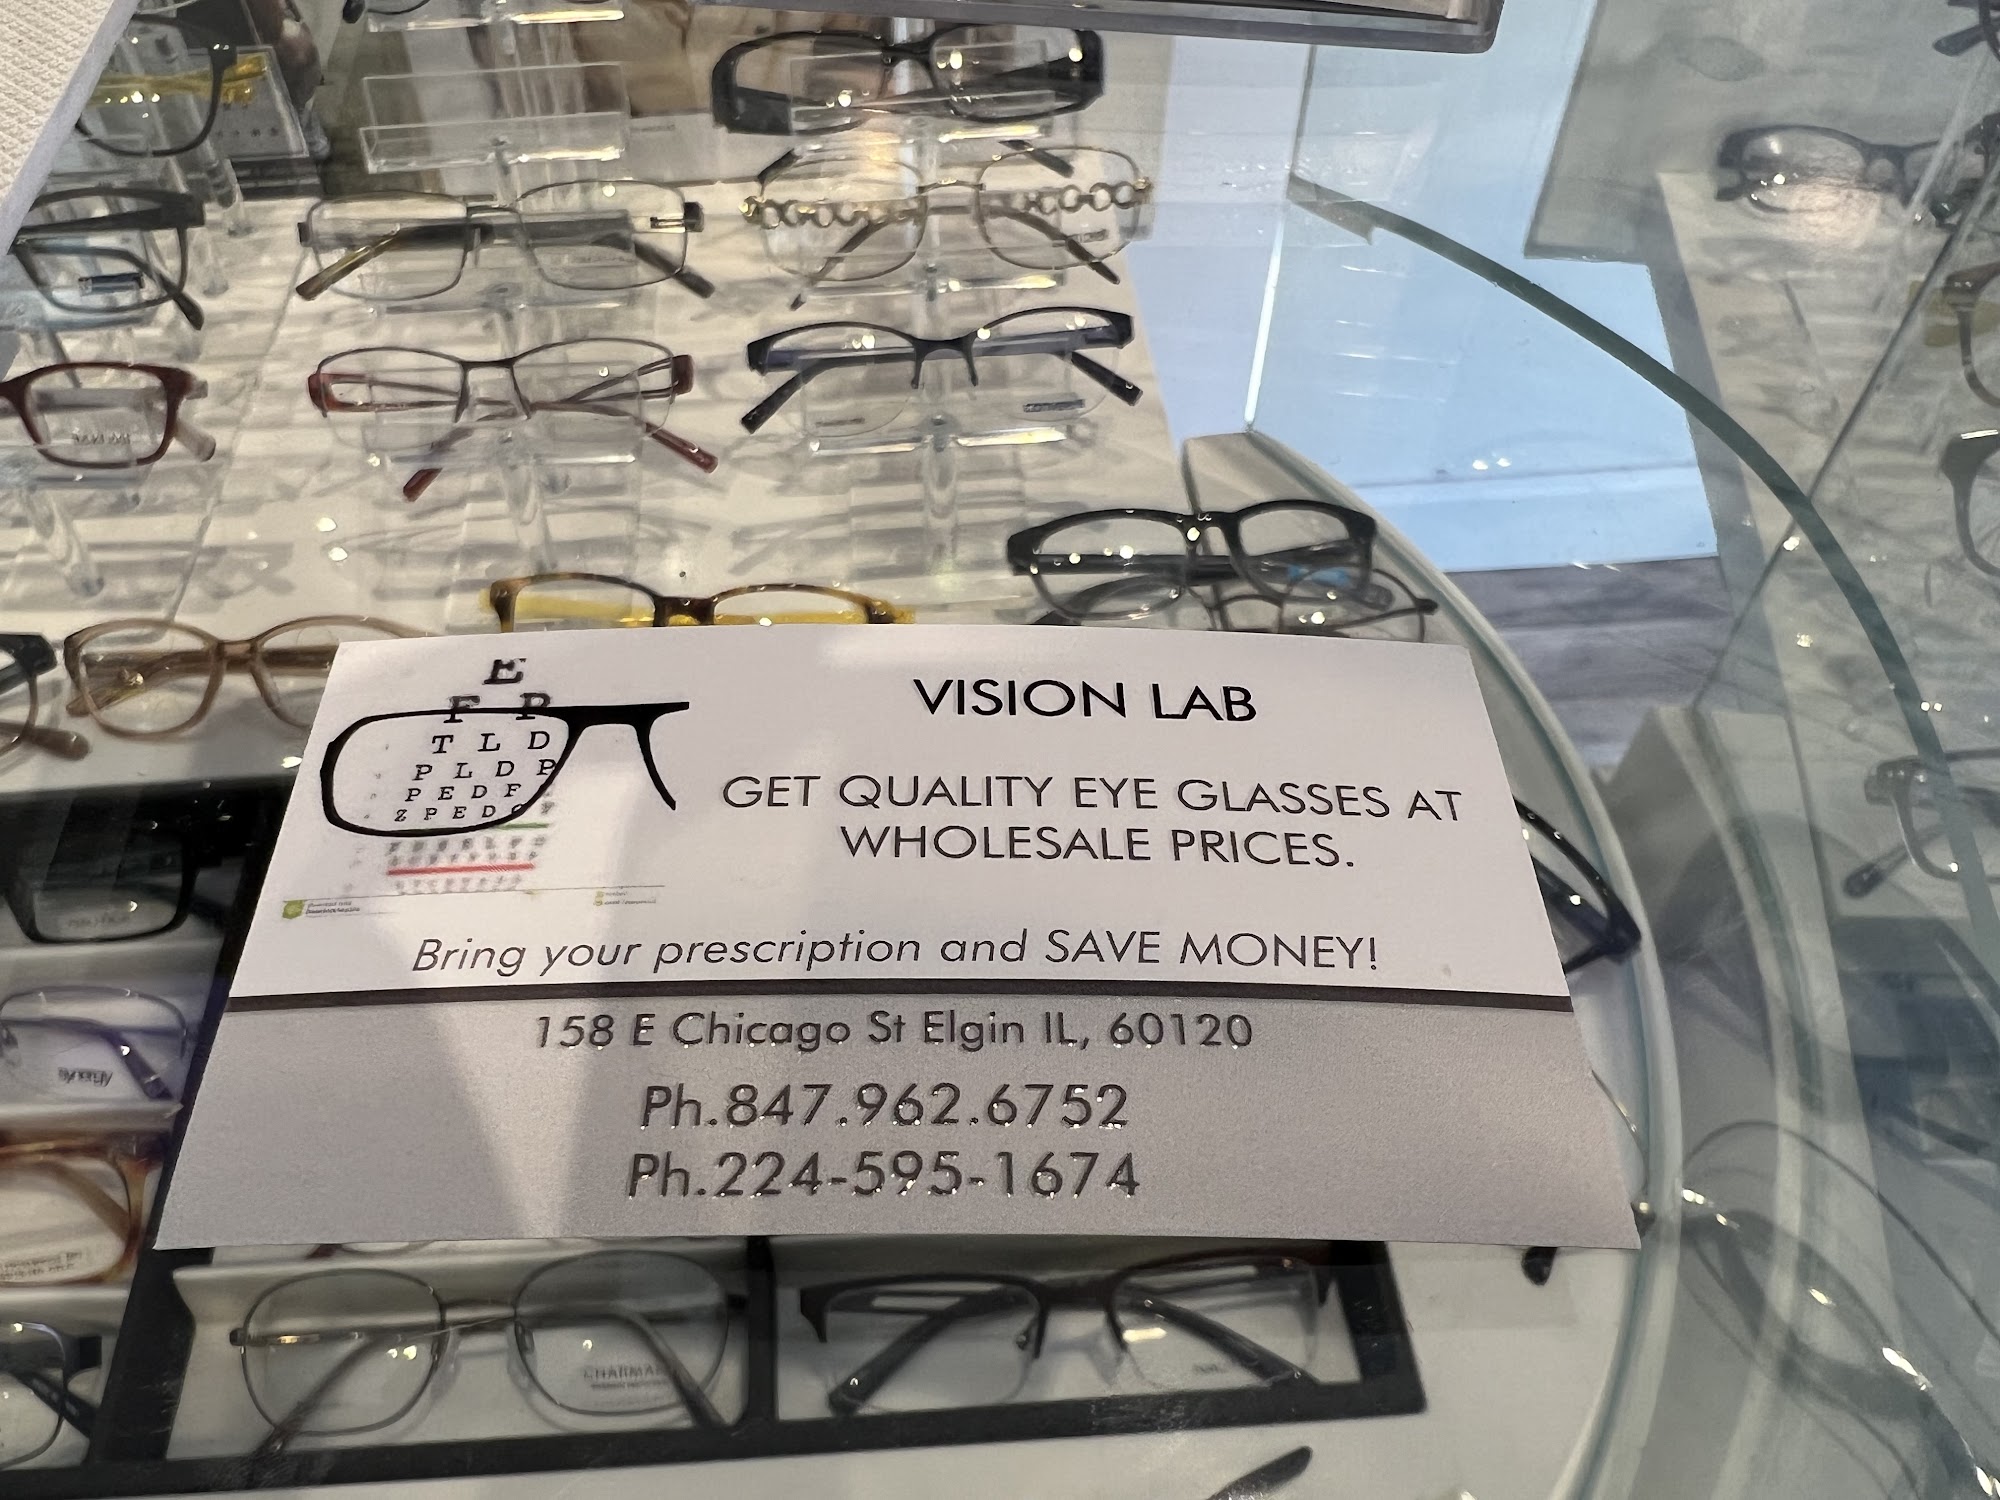 E
F P
T L D
P L D P
P E D F
Z P E D
VISION LAB
GET QUALITY EYE GLASSES AT
WHOLESALE PRICES.
Bring your prescription and SAVE MONEY!
158 E Chicago St Elgin IL, 60120
Ph.847.962.6752
Ph.224-595-1674